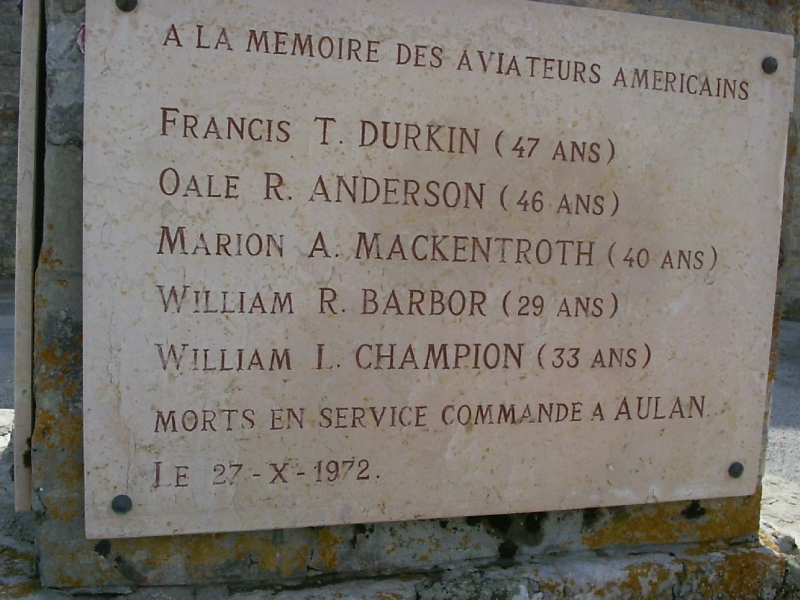 A LA MEMOIRE DES AVIATEURS AMERICAINS
FRANCIS T. DURKIN (47 ANS)
OALE R. ANDERSON (46 ANS)
MARION A. MACKENTROTH (40 ANS)
WILLIAM R. BARBOR (29 ANS)
WILLIAM L. CHAMPION (33 ANS)
MORTS EN SERVICE COMMANDE A AULAN.
LE 27-X-1972.